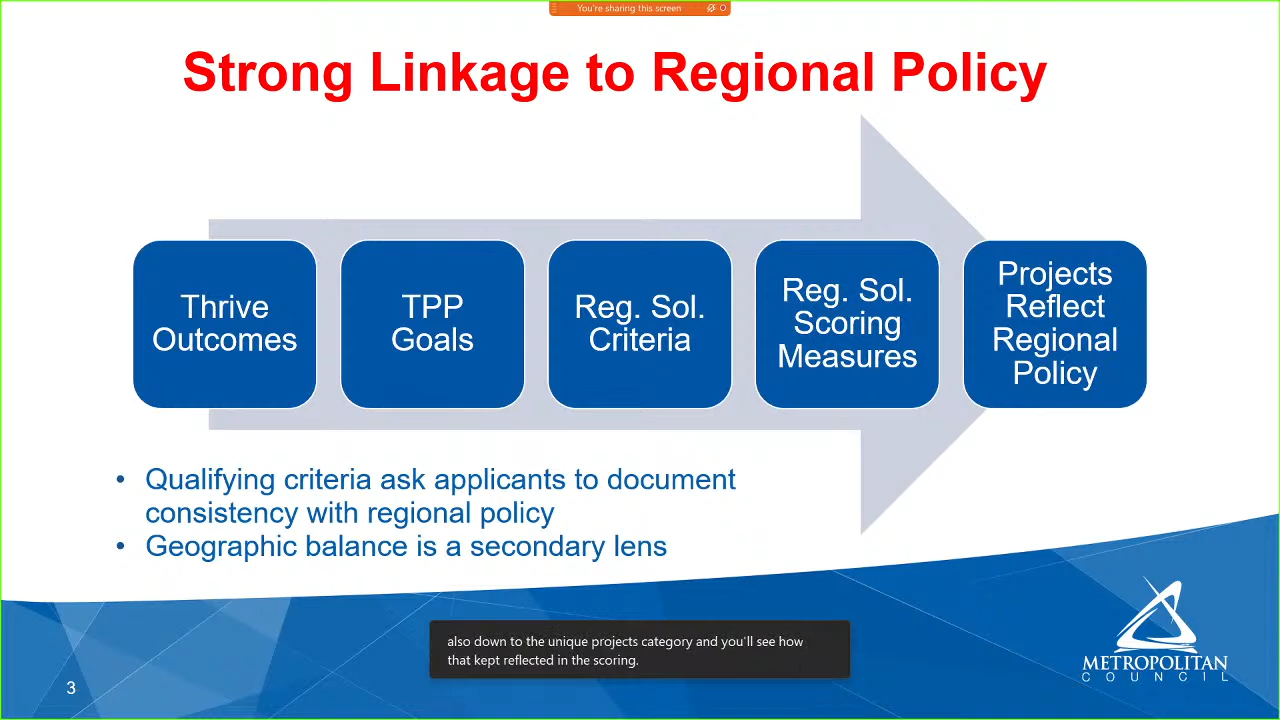 You're sharing this screen
Strong Linkage to Regional Policy
Thrive
Outcomes
TPP
Goals
Reg. Sol.
Criteria
Reg. Sol.
Scoring
Measures
Projects
Reflect
Regional
Policy
• Qualifying criteria ask applicants to document
consistency with regional policy
• Geographic balance is a secondary lens
also down to the unique projects category and you'll see how
that kept reflected in the scoring.
METROPOLITAN
COUNCIL
3